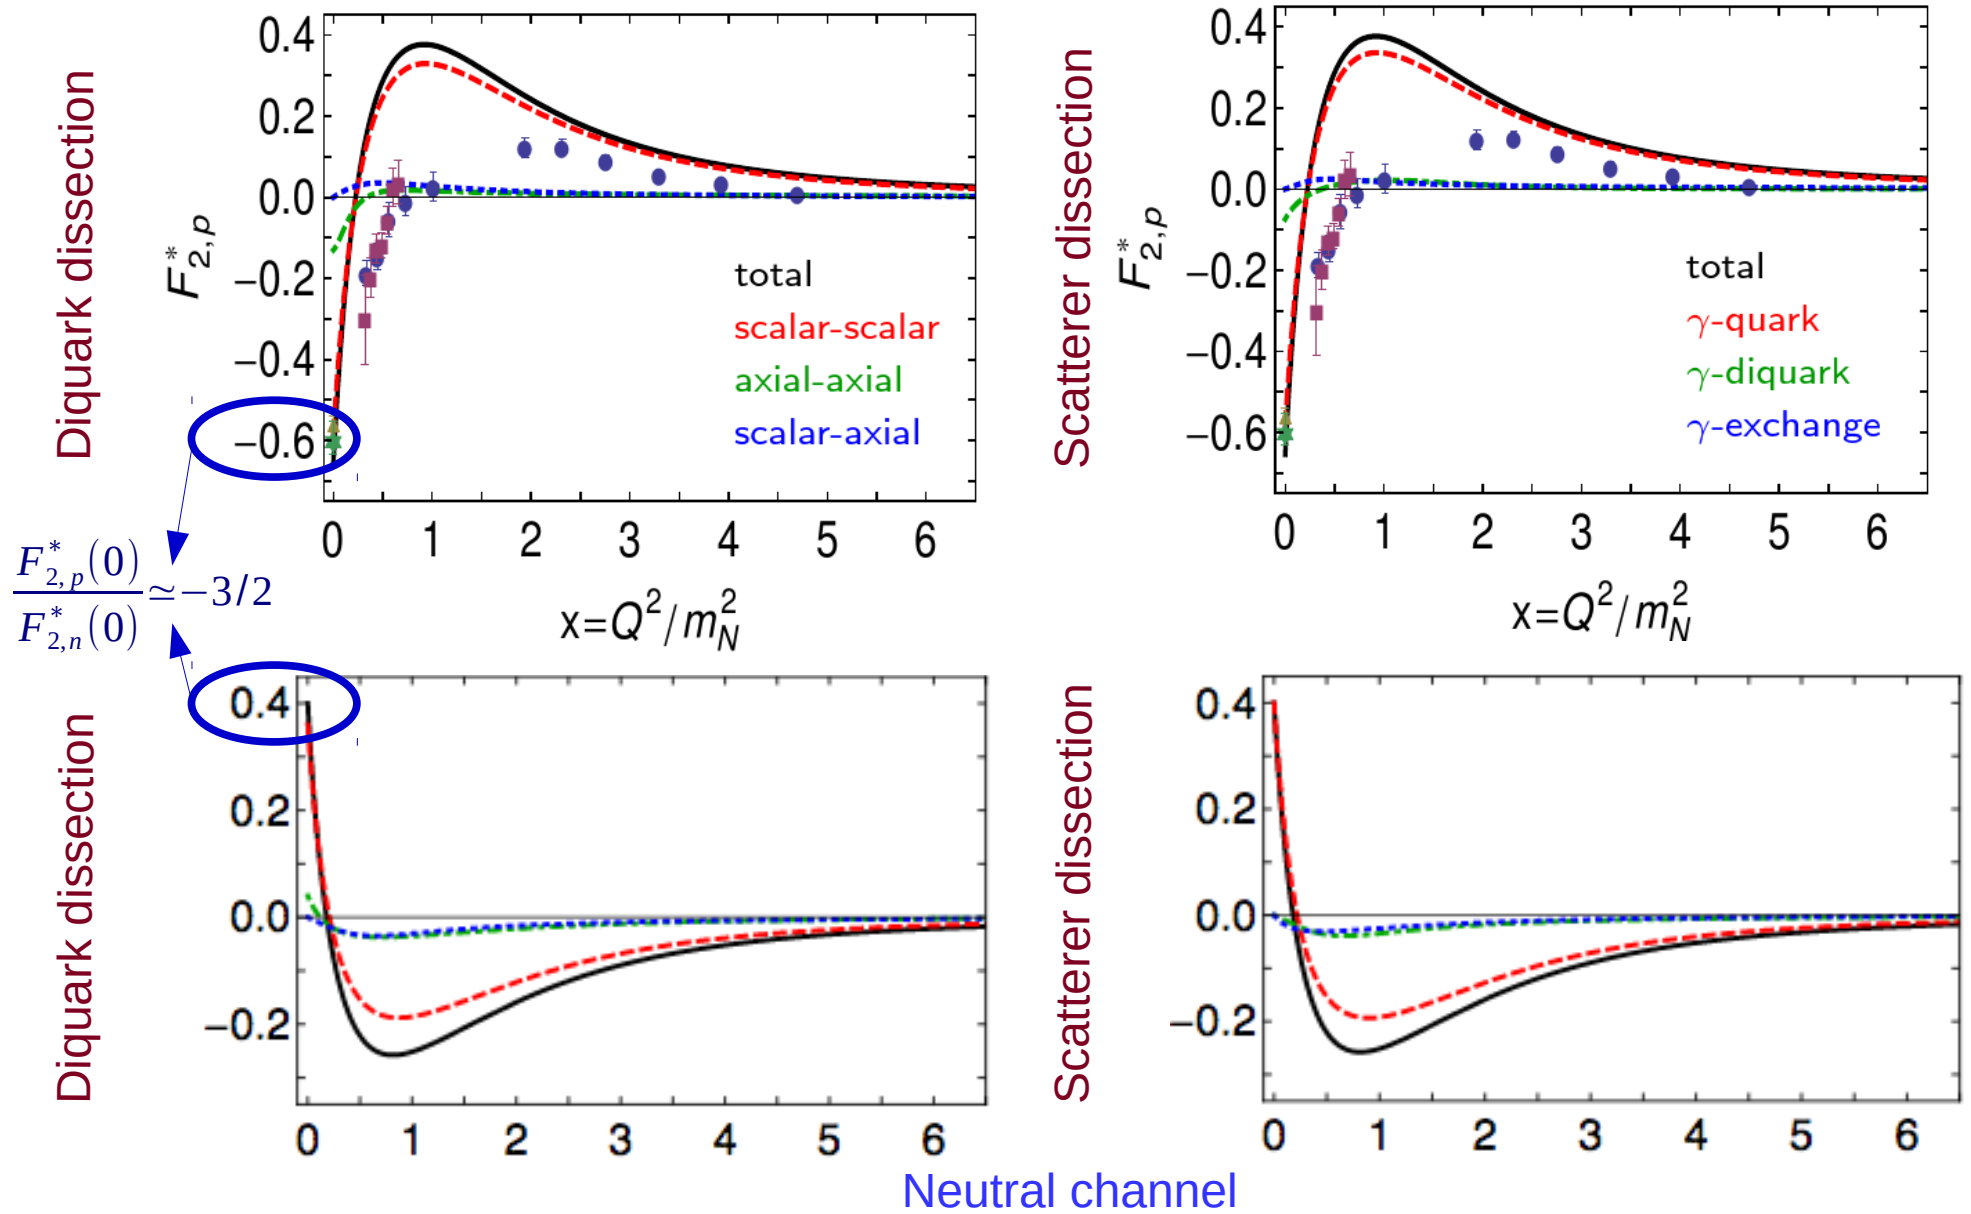 Diquark dissection
F*2,p
0.4
0.2
0.0
−0.2
−0.4
−0.6
total
scalar-scalar
axial-axial
scalar-axial
0 1 2 3 4 5 6
x=Q²/m²N
Scatterer dissection
F*2,p
0.4
0.2
0.0
−0.2
−0.4
−0.6
total
γ-quark
γ-diquark
γ-exchange
0 1 2 3 4 5 6
x=Q²/m²N
F*2,p(0)/F*2,n(0) ≃ −3/2
Diquark dissection
0.4
0.2
0.0
−0.2
0 1 2 3 4 5 6
Scatterer dissection
0.4
0.2
0.0
−0.2
0 1 2 3 4 5 6
Neutral channel